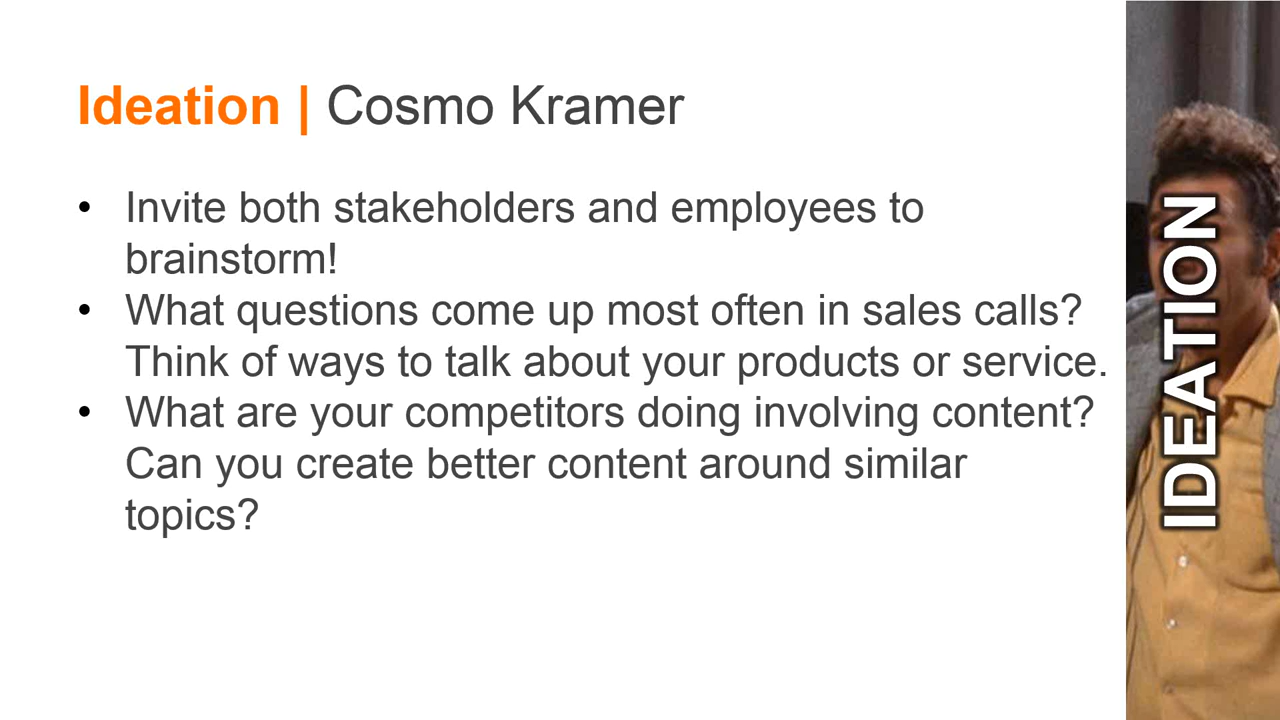 Ideation | Cosmo Kramer
• Invite both stakeholders and employees to
brainstorm!
• What questions come up most often in sales calls?
Think of ways to talk about your products or service.
• What are your competitors doing involving content?
Can you create better content around similar
topics?
IDEATION